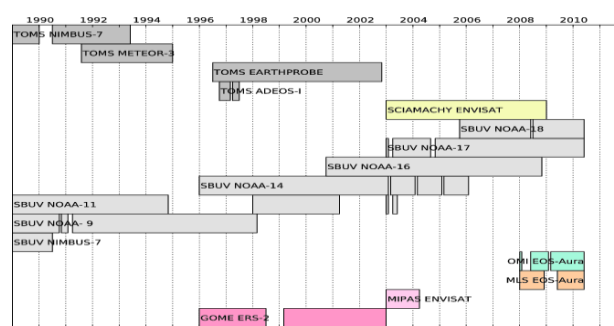 1990 1992 1994 1996 1998 2000 2002 2004 2006 2008 2010
TOMS NIMBUS-7
TOMS METEOR-3
TOMS EARTHPROBE
TOMS ADEOS-I
SCIAMACHY ENVISAT
SBUV NOAA-18
SBUV NOAA-17
SBUV NOAA-16
SBUV NOAA-14
SBUV NOAA-11
SBUV NOAA- 9
SBUV NIMBUS-7
OMI EOS-Aura
MLS EOS-Aura
MIPAS ENVISAT
GOME ERS-2